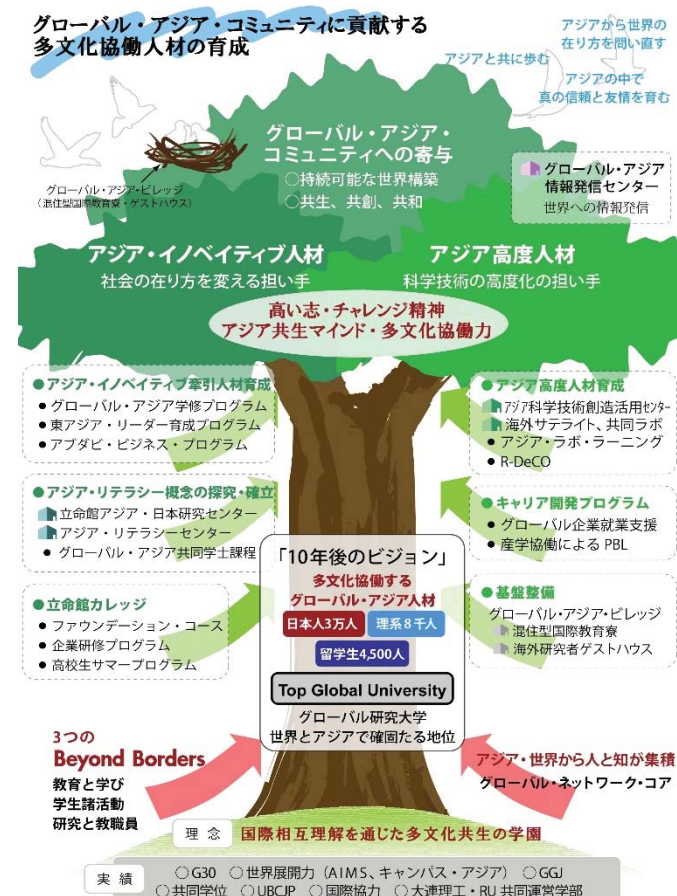 グローバル・アジア・コミュニティに貢献する
多文化協働人材の育成
アジアから世界の
在り方を問い直す
アジアと共に歩む
アジアの中で
真の信頼と友情を育む
グローバル・アジア・
コミュニティへの寄与
○持続可能な世界構築
○共生、共創、共和
グローバル・アジア・ビレッジ
(混住型国際教育寮・ゲストハウス)
グローバル・アジア
情報発信センター
世界への情報発信
アジア・イノベイティブ人材
社会の在り方を変える担い手
アジア高度人材
科学技術の高度化の担い手
高い志・チャレンジ精神
アジア共生マインド・多文化協働力
●アジア・イノベイティブ牽引人材育成
● グローバル・アジア学修プログラム
● 東アジア・リーダー育成プログラム
● アブダビ・ビジネス・プログラム
●アジア・リテラシー概念の探究・確立
立命館アジア・日本研究センター
アジア・リテラシーセンター
● グローバル・アジア共同学士課程
●立命館カレッジ
● ファウンデーション・コース
● 企業研修プログラム
● 高校生サマープログラム
●アジア高度人材育成
アジア科学技術創造活用センター
海外サテライト、共同ラボ
● アジア・ラボ・ラーニング
● R-DeCO
●キャリア開発プログラム
● グローバル企業就業支援
● 産学協働による PBL
●基盤整備
グローバル・アジア・ビレッジ
混住型国際教育寮
海外研究者ゲストハウス
「10年後のビジョン」
多文化協働する
グローバル・アジア人材
日本人3万人 理系8千人
留学生4,500人
Top Global University
グローバル研究大学
世界とアジアで確固たる地位
3つの
Beyond Borders
教育と学び
学生諸活動
研究と教職員
アジア・世界から人と知が集積
グローバル・ネットワーク・コア
理 念 国際相互理解を通じた多文化共生の学園
実 績 ○G30 ○世界展開力(AIMS、キャンパス・アジア) ○GGJ
○共同学位 ○UBCJP ○国際協力 ○大連理工・RU 共同運営学部